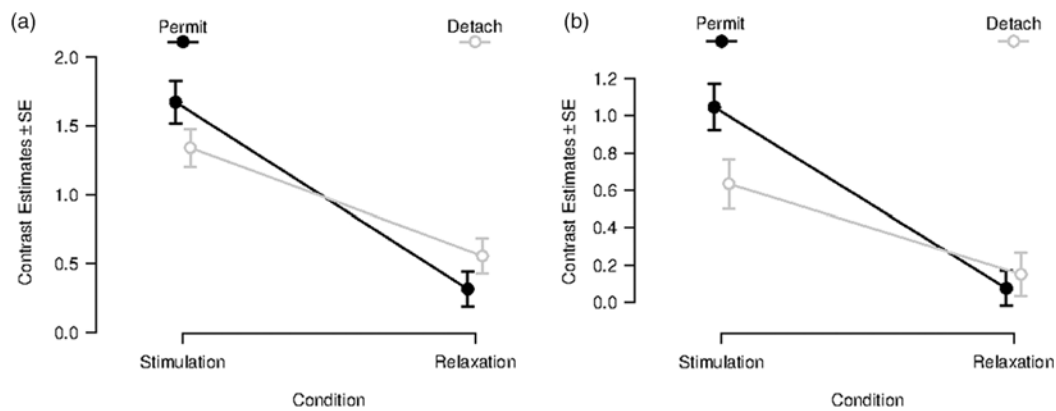 (a)
Permit
Detach
Contrast Estimates ± SE
2.0
1.5
1.0
0.5
0.0
Stimulation
Relaxation
Condition
(b)
Permit
Detach
Contrast Estimates ± SE
1.2
1.0
0.8
0.6
0.4
0.2
0.0
Stimulation
Relaxation
Condition